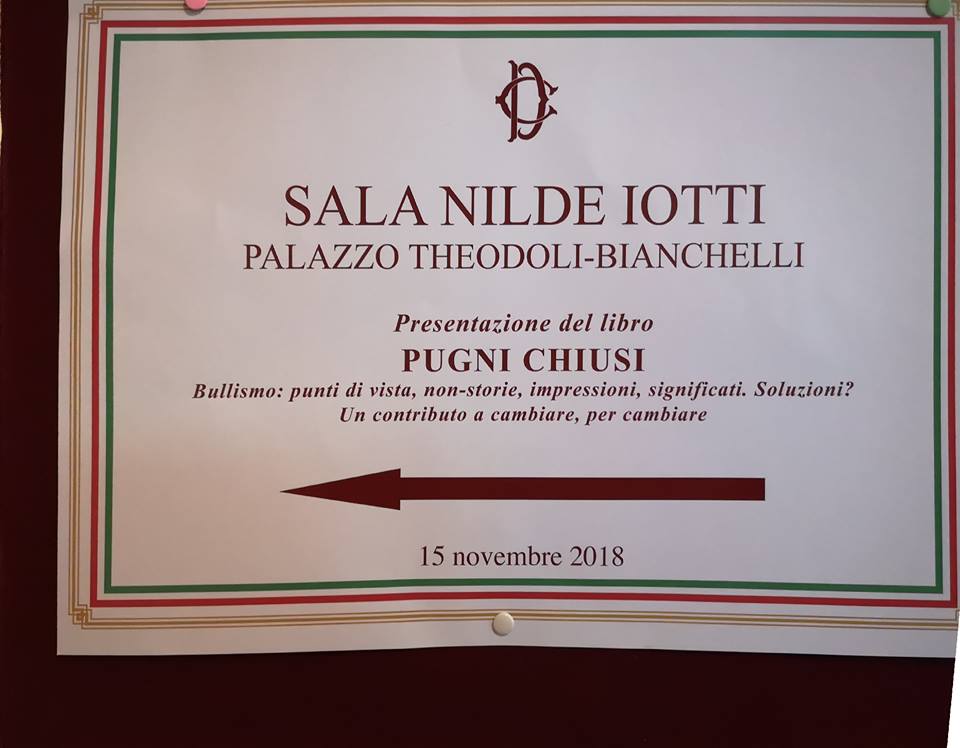 SALA NILDE IOTTI
PALAZZO THEODOLI-BIANCHELLI
Presentazione del libro
PUGNI CHIUSI
Bullismo: punti di vista, non-storie, impressioni, significati. Soluzioni?
Un contributo a cambiare, per cambiare
15 novembre 2018